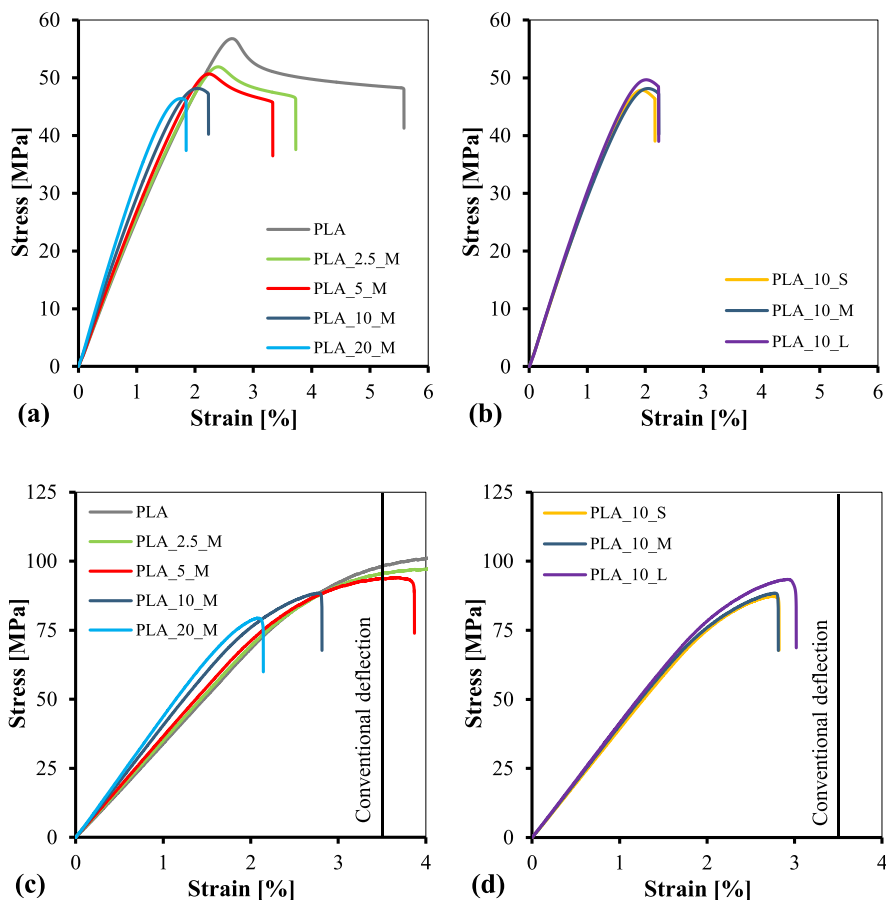 60
50
40
30
20
10
0
Stress [MPa]
PLA
PLA_2.5_M
PLA_5_M
PLA_10_M
PLA_20_M
0 1 2 3 4 5 6
Strain [%]
(a)
60
50
40
30
20
10
0
Stress [MPa]
PLA_10_S
PLA_10_M
PLA_10_L
0 1 2 3 4 5 6
Strain [%]
(b)
125
100
75
50
25
0
Stress [MPa]
PLA
PLA_2.5_M
PLA_5_M
PLA_10_M
PLA_20_M
Conventional deflection
0 1 2 3 4
Strain [%]
(c)
125
100
75
50
25
0
Stress [MPa]
PLA_10_S
PLA_10_M
PLA_10_L
Conventional deflection
0 1 2 3 4
Strain [%]
(d)